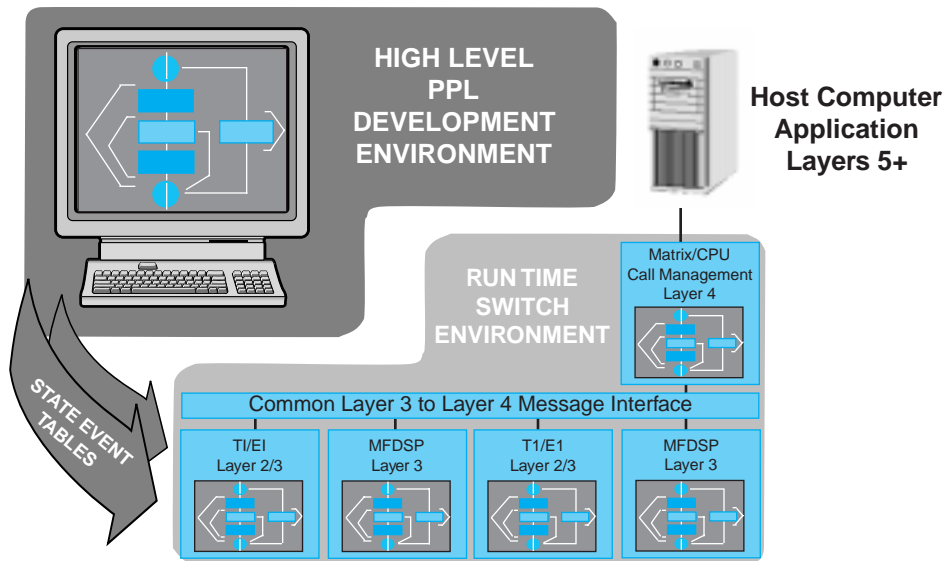 HIGH LEVEL
PPL
DEVELOPMENT
ENVIRONMENT
Host Computer
Application
Layers 5+
RUN TIME
SWITCH
ENVIRONMENT
Matrix/CPU
Call Management
Layer 4
STATE EVENT
TABLES
Common Layer 3 to Layer 4 Message Interface
TI/EI
Layer 2/3
MFDSP
Layer 3
T1/E1
Layer 2/3
MFDSP
Layer 3